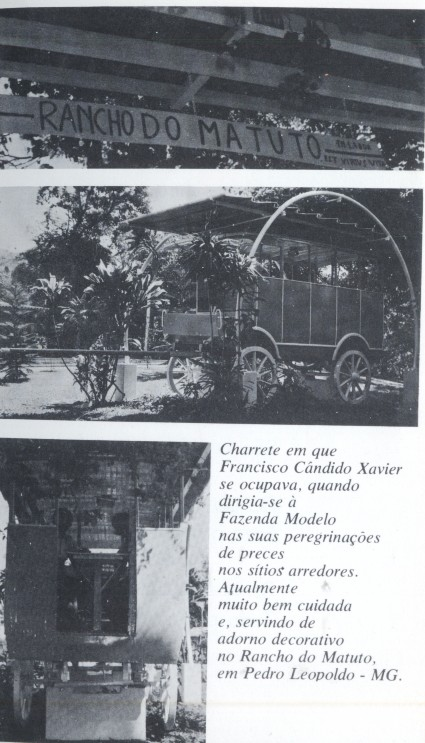 RANCHO DO MATUTO
Charrete em que
Francisco Cândido Xavier
se ocupava, quando
dirigia-se à
Fazenda Modelo
nas suas peregrinações
de preces
nos sítios arredores.
Atualmente
muito bem cuidada
e, servindo de
adorno decorativo
no Rancho do Matuto,
em Pedro Leopoldo - MG.